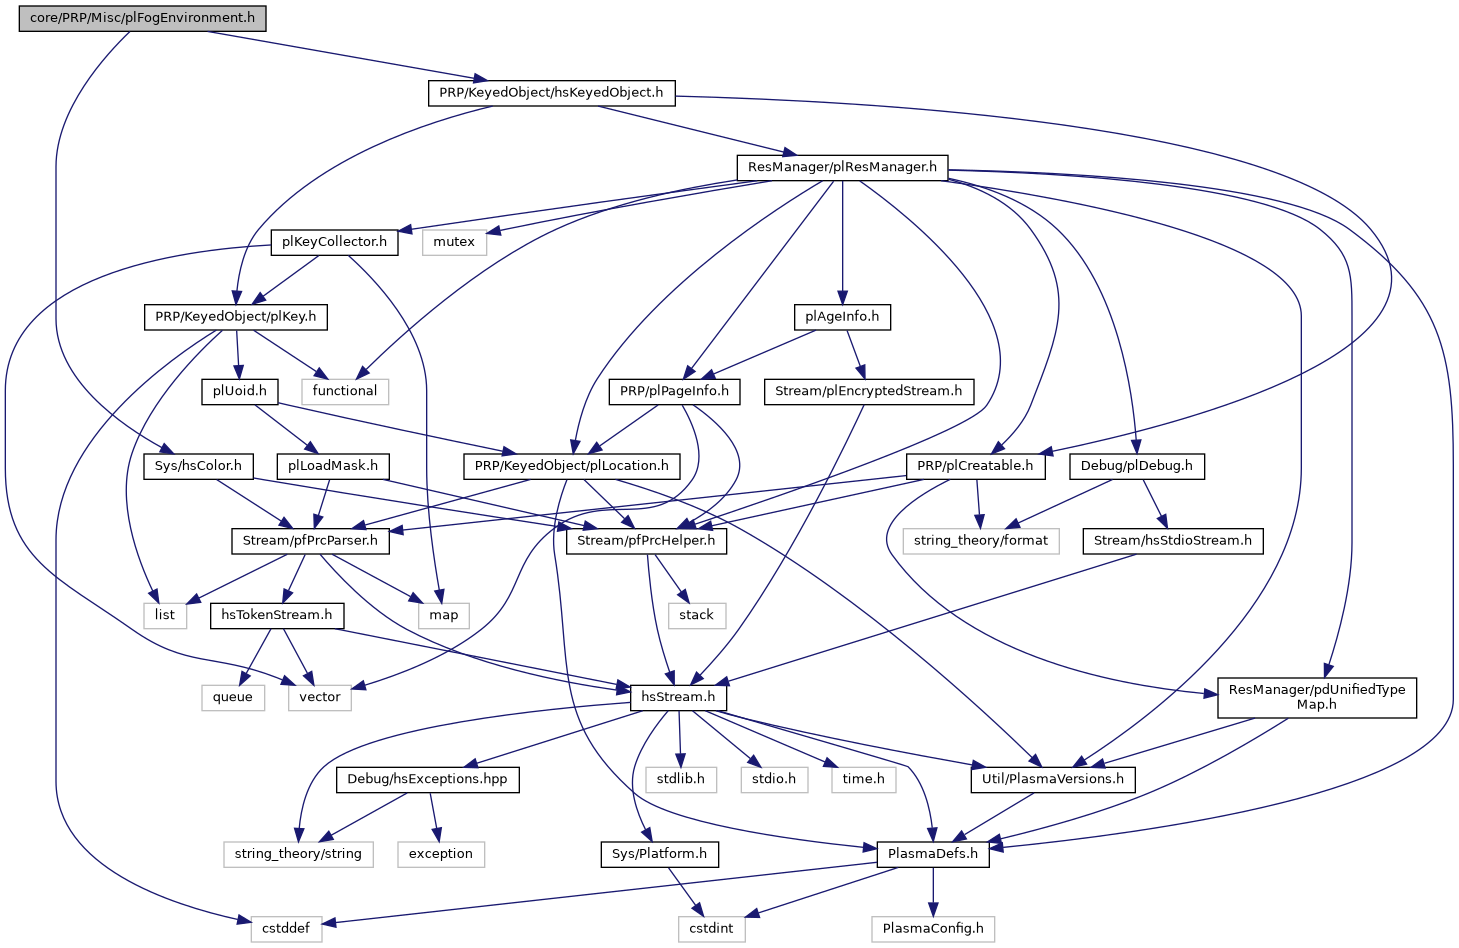 core/PRP/Misc/plFogEnvironment.h
PRP/KeyedObject/hsKeyedObject.h
ResManager/plResManager.h
plKeyCollector.h
mutex
PRP/KeyedObject/plKey.h
plAgeInfo.h
plUoid.h
functional
PRP/plPageInfo.h
Stream/plEncryptedStream.h
Sys/hsColor.h
plLoadMask.h
PRP/KeyedObject/plLocation.h
PRP/plCreatable.h
Debug/plDebug.h
Stream/pfPrcParser.h
Stream/pfPrcHelper.h
string_theory/format
Stream/hsStdioStream.h
list
hsTokenStream.h
map
stack
queue
vector
hsStream.h
ResManager/pdUnifiedType
Map.h
Debug/hsExceptions.hpp
stdlib.h
stdio.h
time.h
Util/PlasmaVersions.h
string_theory/string
exception
Sys/Platform.h
PlasmaDefs.h
cstddef
cstdint
PlasmaConfig.h